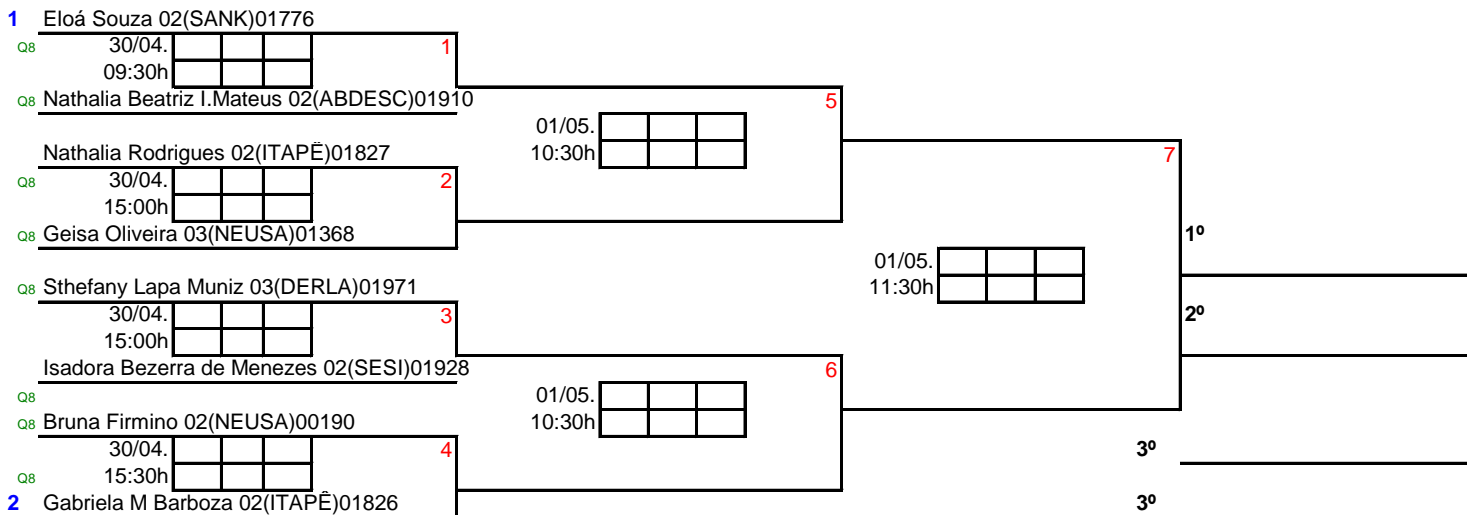 1 Eloá Souza 02(SANK)01776
Q8 30/04. 1
09:30h
Q8 Nathalia Beatriz I.Mateus 02(ABDESC)01910 5
01/05.
10:30h
Nathalia Rodrigues 02(ITAPÊ)01827 7
Q8 30/04. 2
15:00h
Q8 Geisa Oliveira 03(NEUSA)01368 1º
01/05.
11:30h
Q8 Sthefany Lapa Muniz 03(DERLA)01971
30/04. 3 2º
15:00h
Isadora Bezerra de Menezes 02(SESI)01928 6
Q8 01/05.
10:30h
Q8 Bruna Firmino 02(NEUSA)00190
30/04. 4 3º
Q8 15:30h
2 Gabriela M Barboza 02(ITAPÊ)01826 3º